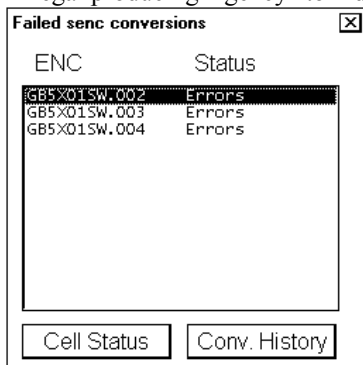 Failed senc conversions
ENC Status
GB5X01SW.002 Errors
GB5X01SW.003 Errors
GB5X01SW.004 Errors
Cell Status Conv. History